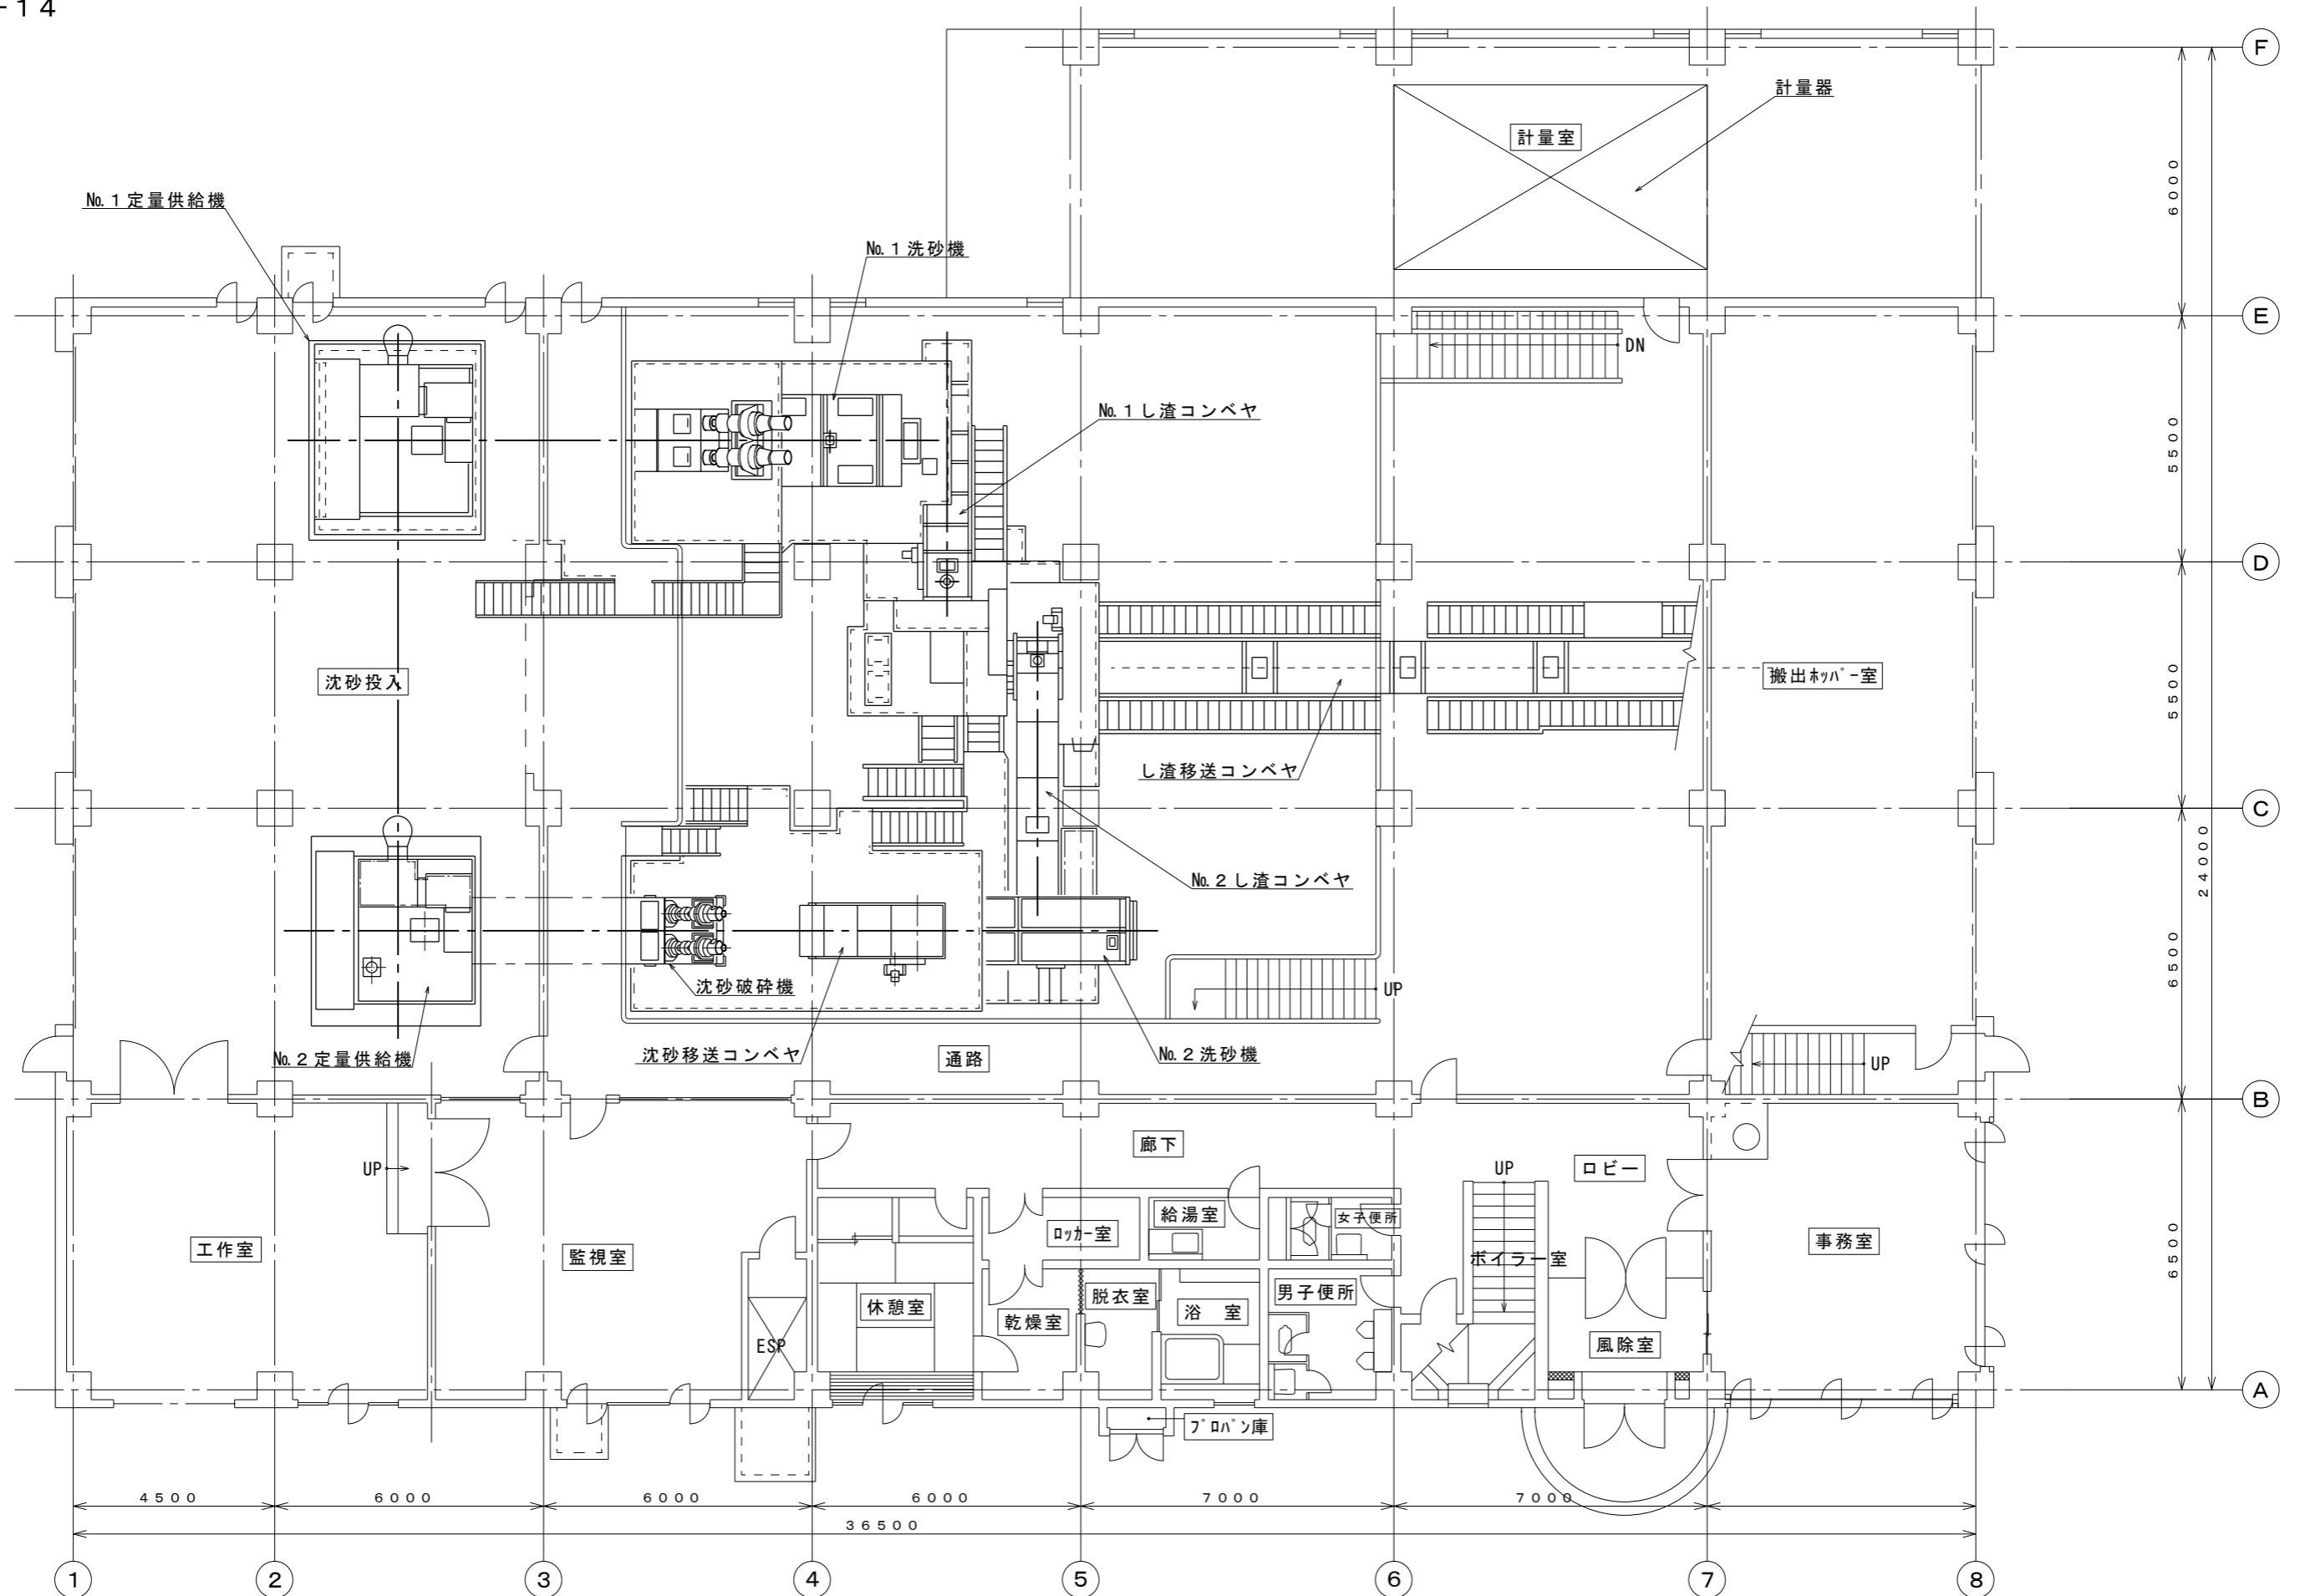 -14
F
計量器
計量室
6000
№.1定量供給機
№.1洗砂機
E
DN
№.1し渣コンベヤ
5500
D
沈砂投入
搬出ﾎｯﾊﾟｰ室
5500
し渣移送コンベヤ
C
24000
№.2し渣コンベヤ
6500
沈砂破砕機
UP
№.2定量供給機
沈砂移送コンベヤ
通路
№.2洗砂機
UP
B
廊下
UP
UP
ロビー
給湯室
女子便所
ﾛｯｶｰ室
工作室
監視室
ボイラー室
事務室
6500
脱衣室
男子便所
休憩室
浴　室
乾燥室
ESP
風除室
A
ﾌﾟﾛﾊﾟﾝ庫
4500
6000
6000
6000
7000
7000
36500
1
2
3
4
5
6
7
8